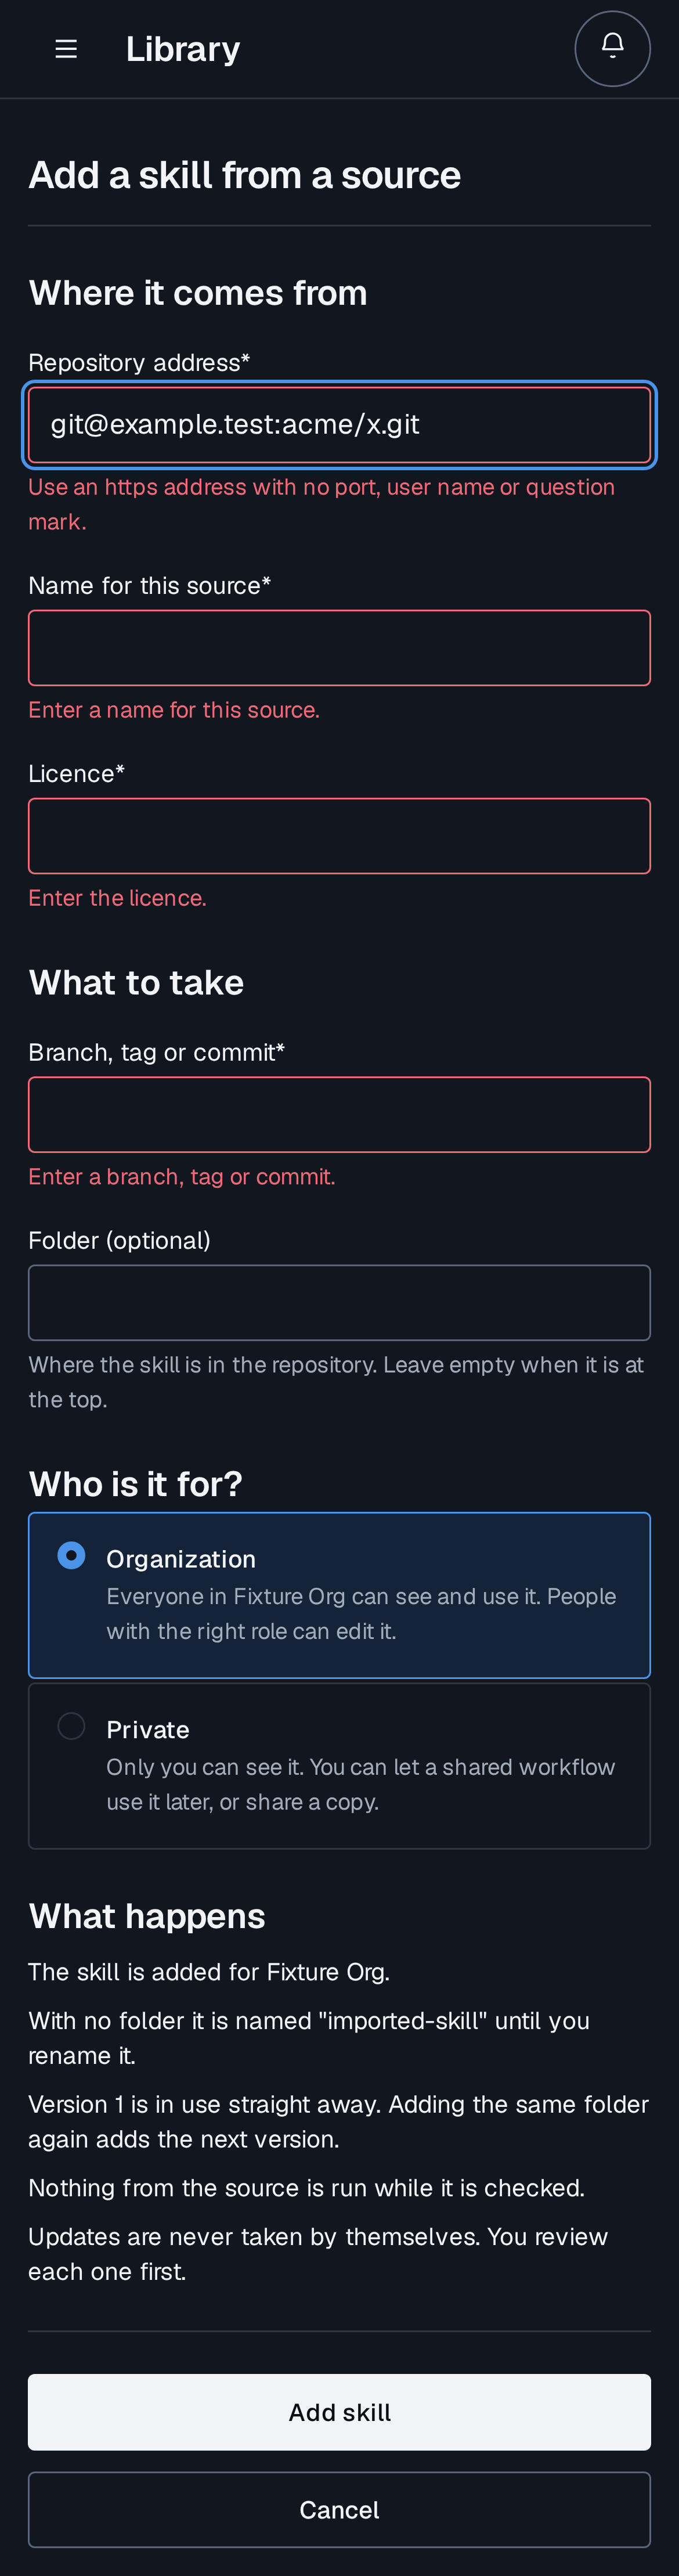 Library
Add a skill from a source
Where it comes from
Repository address*
git@example.test:acme/x.git
Use an https address with no port, user name or question
mark.
Name for this source*
Enter a name for this source.
Licence*
Enter the licence.
What to take
Branch, tag or commit*
Enter a branch, tag or commit.
Folder (optional)
Where the skill is in the repository. Leave empty when it is at
the top.
Who is it for?
Organization
Everyone in Fixture Org can see and use it. People
with the right role can edit it.
Private
Only you can see it. You can let a shared workflow
use it later, or share a copy.
What happens
The skill is added for Fixture Org.
With no folder it is named "imported-skill" until you
rename it.
Version 1 is in use straight away. Adding the same folder
again adds the next version.
Nothing from the source is run while it is checked.
Updates are never taken by themselves. You review
each one first.
Add skill
Cancel